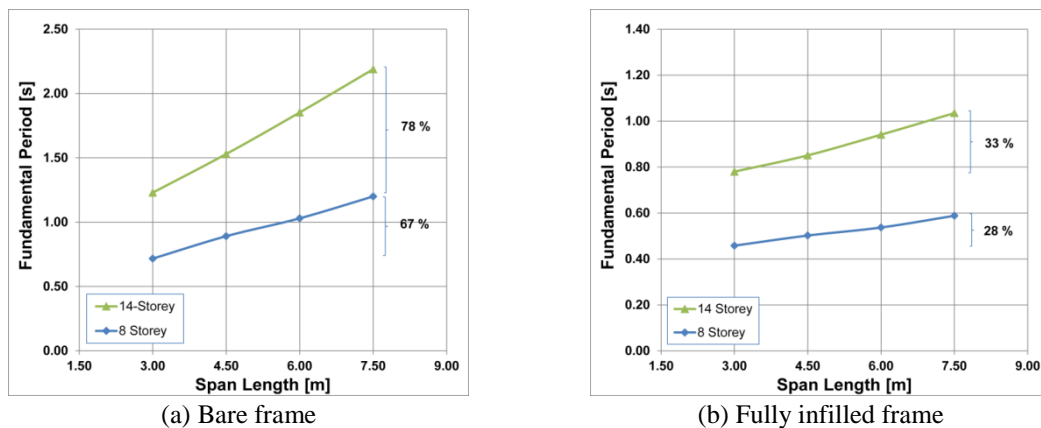 2.50
2.00
1.50
1.00
0.50
0.00
Fundamental Period [s]
78 %
67 %
14-Storey
8 Storey
1.50 3.00 4.50 6.00 7.50 9.00
Span Length [m]
(a) Bare frame
1.40
1.20
1.00
0.80
0.60
0.40
0.20
0.00
Fundamental Period [s]
33 %
28 %
14 Storey
8 Storey
1.50 3.00 4.50 6.00 7.50 9.00
Span Length [m]
(b) Fully infilled frame